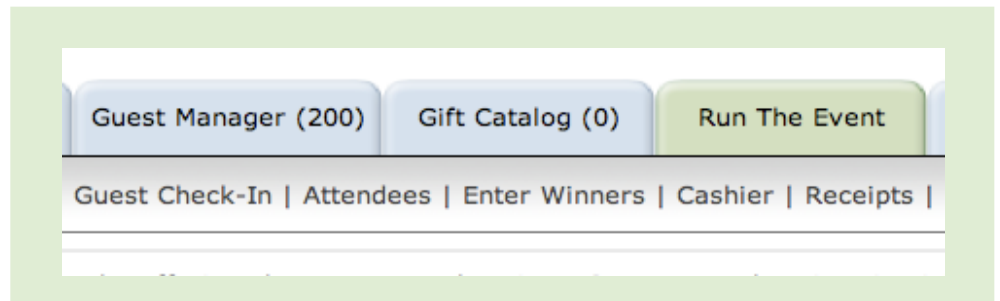 Guest Manager (200) Gift Catalog (0) Run The Event
Guest Check-In | Attendees | Enter Winners | Cashier | Receipts |